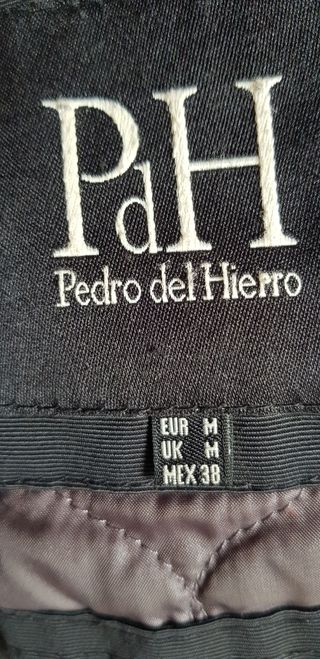 PdH
Pedro del Hierro
EUR M
UK M
MEX 38